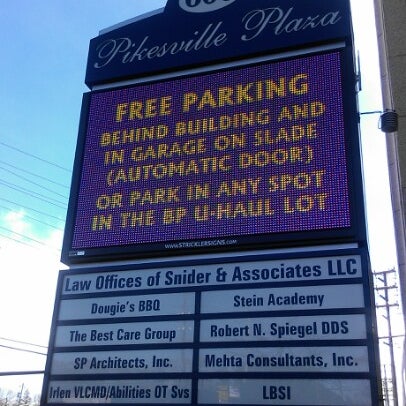 Pikesville Plaza
FREE PARKING
BEHIND BUILDING AND
IN GARAGE ON SLADE
(AUTOMATIC DOOR)
OR PARK IN ANY SPOT
IN THE BP U-HAUL LOT
WWW.STRICKLERSIGNS.COM
Law Offices of Snider & Associates LLC
Dougie's BBQ
Stein Academy
The Best Care Group
Robert N. Spiegel DDS
SP Architects, Inc.
Mehta Consultants, Inc.
Irlen VLCMD/Abilities OT Svs
LBSI